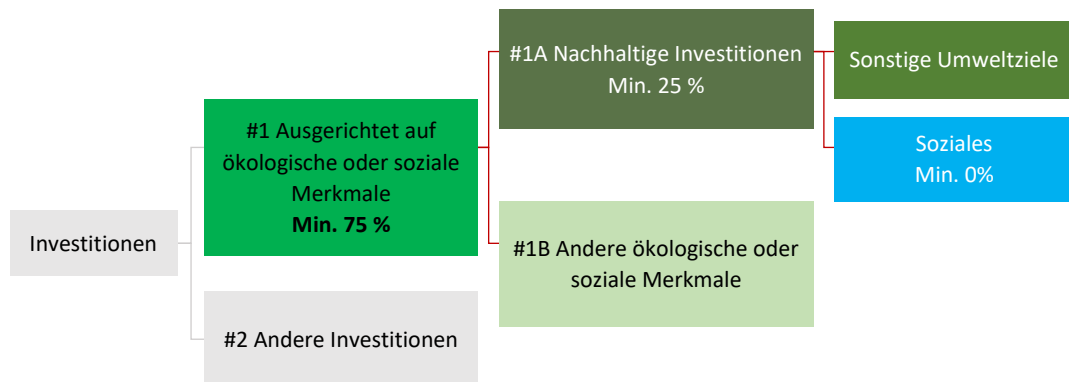 Investitionen
#1 Ausgerichtet auf
ökologische oder soziale
Merkmale
Min. 75 %
#2 Andere Investitionen
#1A Nachhaltige Investitionen
Min. 25 %
#1B Andere ökologische oder
soziale Merkmale
Sonstige Umweltziele
Soziales
Min. 0%